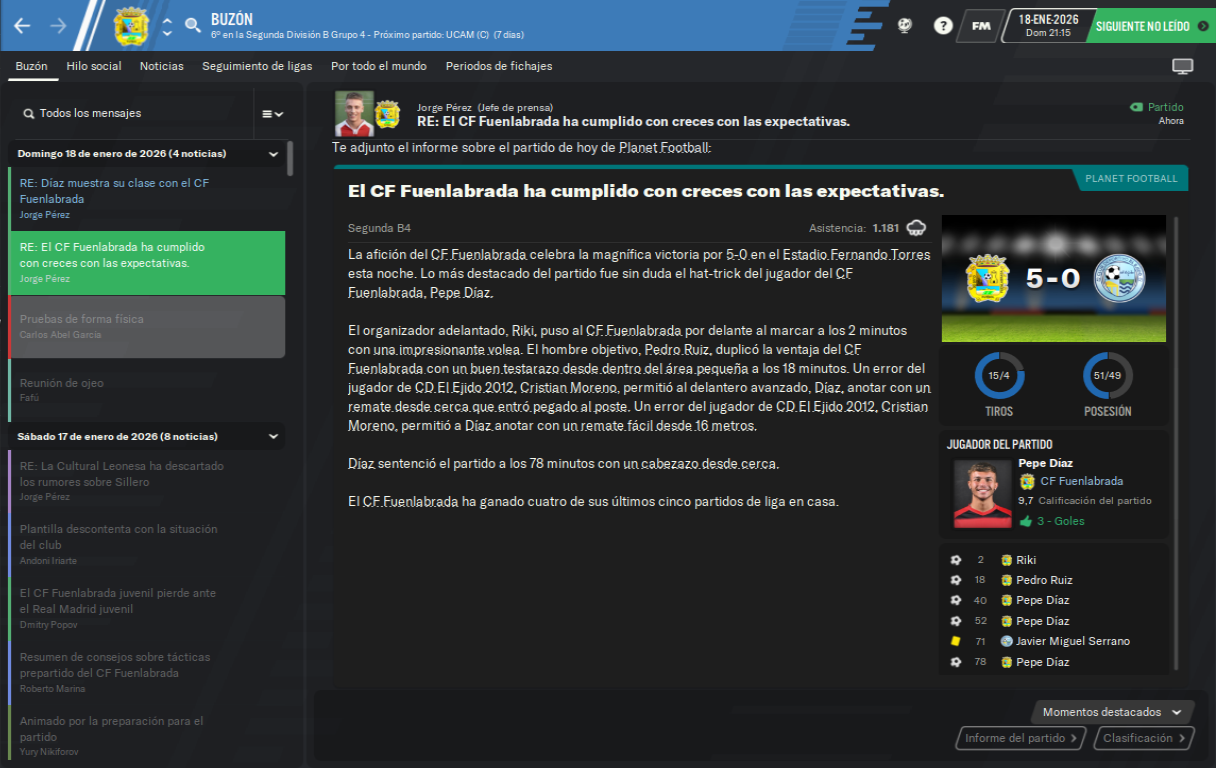 BUZÓN
6º en la Segunda División B Grupo 4 - Próximo partido: UCAM (C) (7 días)
?
FM
18-ENE-2026
Dom 21:15
SIGUIENTE NO LEÍDO
Buzón
Hilo social
Noticias
Seguimiento de ligas
Por todo el mundo
Periodos de fichajes
Todos los mensajes
Domingo 18 de enero de 2026 (4 noticias)
RE: Díaz muestra su clase con el CF
Fuenlabrada
Jorge Pérez
RE: El CF Fuenlabrada ha cumplido
con creces con las expectativas.
Jorge Pérez
Pruebas de forma física
Carlos Abel García
Reunión de ojeo
Fafú
Sábado 17 de enero de 2026 (8 noticias)
RE: La Cultural Leonesa ha descartado
los rumores sobre Sillero
Jorge Pérez
Plantilla descontenta con la situación
del club
Andoni Iriarte
El CF Fuenlabrada juvenil pierde ante
el Real Madrid juvenil
Dmitry Popov
Resumen de consejos sobre tácticas
prepartido del CF Fuenlabrada
Roberto Marina
Animado por la preparación para el
partido
Yury Nikiforov
Jorge Pérez (Jefe de prensa)
RE: El CF Fuenlabrada ha cumplido con creces con las expectativas.
Partido
Ahora
Te adjunto el informe sobre el partido de hoy de Planet Football:
El CF Fuenlabrada ha cumplido con creces con las expectativas.
PLANET FOOTBALL
Segunda B4
Asistencia: 1.181
La afición del CF Fuenlabrada celebra la magnífica victoria por 5-0 en el Estadio Fernando Torres
esta noche. Lo más destacado del partido fue sin duda el hat-trick del jugador del CF
Fuenlabrada, Pepe Díaz.
El organizador adelantado, Riki, puso al CF Fuenlabrada por delante al marcar a los 2 minutos
con una impresionante volea. El hombre objetivo, Pedro Ruiz, duplicó la ventaja del CF
Fuenlabrada con un buen testarazo desde dentro del área pequeña a los 18 minutos. Un error del
jugador de CD El Ejido 2012, Cristian Moreno, permitió al delantero avanzado, Díaz, anotar con un
remate desde cerca que entró pegado al poste. Un error del jugador de CD El Ejido 2012, Cristian
Moreno, permitió a Díaz anotar con un remate fácil desde 16 metros.
Díaz sentenció el partido a los 78 minutos con un cabezazo desde cerca.
El CF Fuenlabrada ha ganado cuatro de sus últimos cinco partidos de liga en casa.
5-0
15/4
TIROS
51/49
POSESIÓN
JUGADOR DEL PARTIDO
Pepe Díaz
CF Fuenlabrada
9,7 Calificación del partido
3 - Goles
2 Riki
18 Pedro Ruiz
40 Pepe Díaz
52 Pepe Díaz
71 Javier Miguel Serrano
78 Pepe Díaz
Momentos destacados
Informe del partido
Clasificación